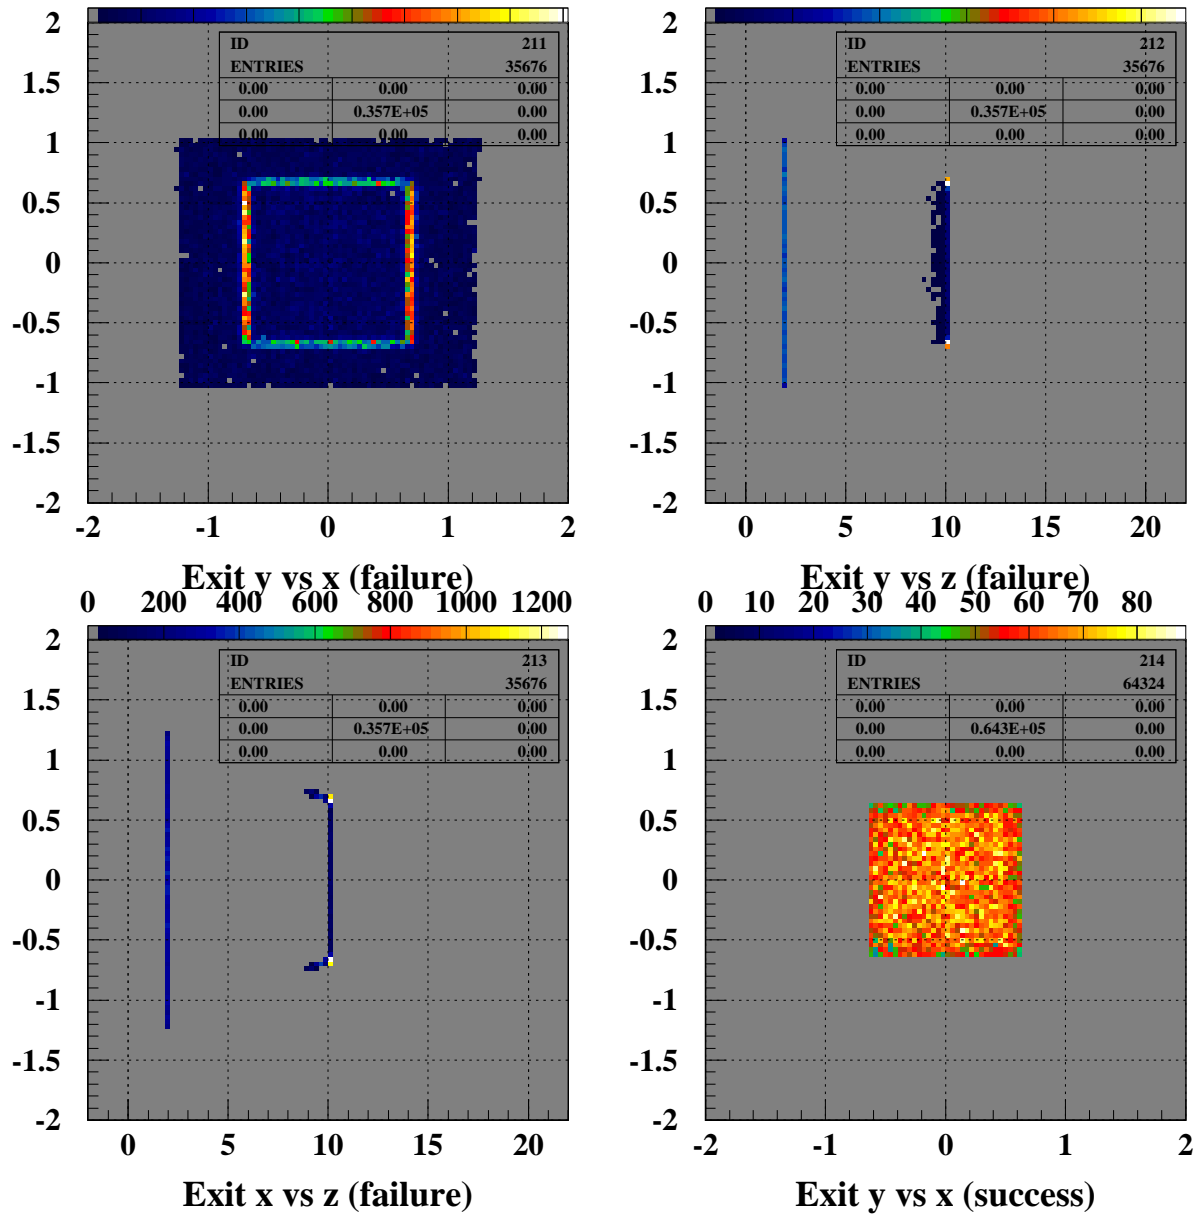 2
1.5
1
0.5
0
-0.5
-1
-1.5
-2
-2 -1 0 1 2
ID 211
ENTRIES 35676
0.00 0.00 0.00
0.00 0.357E+05 0.00
0.00 0.00 0.00
Exit y vs x (failure)
2
1.5
1
0.5
0
-0.5
-1
-1.5
-2
0 5 10 15 20
ID 212
ENTRIES 35676
0.00 0.00 0.00
0.00 0.357E+05 0.00
0.00 0.00 0.00
Exit y vs z (failure)
0 200 400 600 800 1000 1200
2
1.5
1
0.5
0
-0.5
-1
-1.5
-2
0 5 10 15 20
ID 213
ENTRIES 35676
0.00 0.00 0.00
0.00 0.357E+05 0.00
0.00 0.00 0.00
Exit x vs z (failure)
0 10 20 30 40 50 60 70 80
2
1.5
1
0.5
0
-0.5
-1
-1.5
-2
-2 -1 0 1 2
ID 214
ENTRIES 64324
0.00 0.00 0.00
0.00 0.643E+05 0.00
0.00 0.00 0.00
Exit y vs x (success)